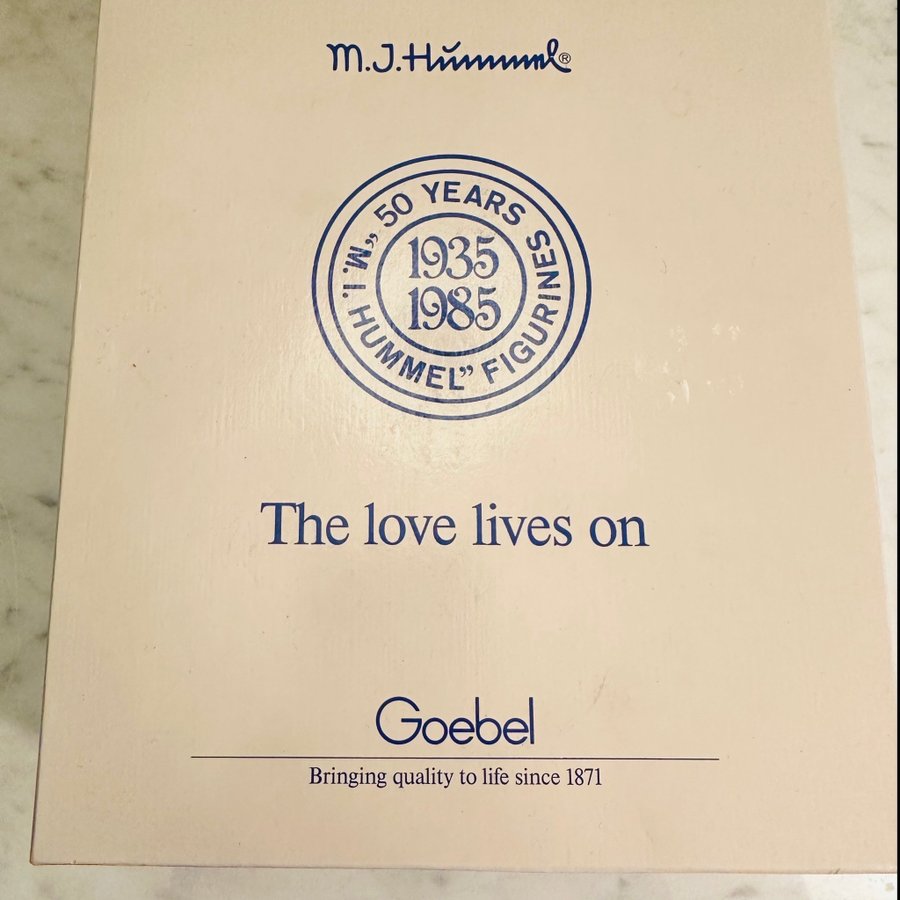 M.J.Hummel®
50 YEARS
„M. I. HUMMEL” FIGURINES
1935
1985
The love lives on
Goebel
Bringing quality to life since 1871